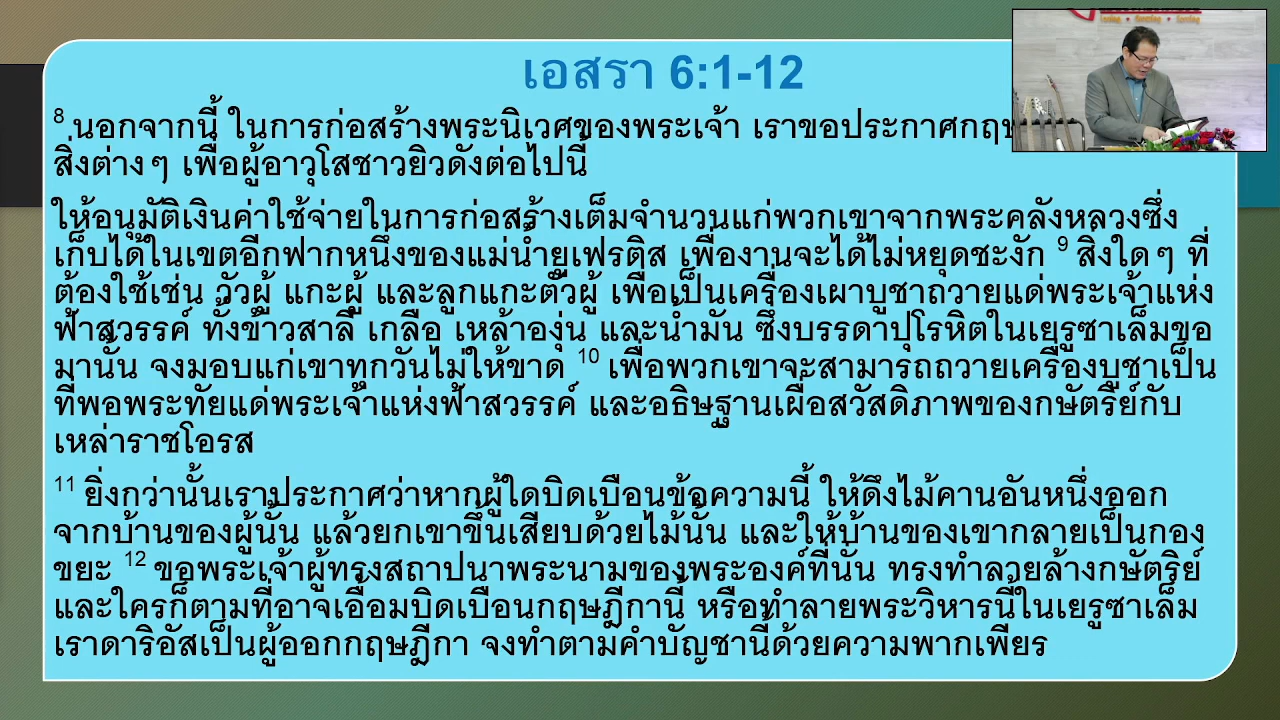 เอสรา 6:1-12
8 นอกจากนี้ ในการก่อสร้างพระนิเวศของพระเจ้า เราขอประกาศกฤษ
สิ่งต่างๆ เพื่อผู้อาวุโสชาวยิวดังต่อไปนี้
ให้อนุมัติเงินค่าใช้จ่ายในการก่อสร้างเต็มจำนวนแก่พวกเขาจากพระคลังหลวงซึ่ง
เก็บได้ในเขตอีกฟากหนึ่งของแม่น้ำยูเฟรติส เพื่องานจะได้ไม่หยุดชะงัก 9 สิ่งใดๆ ที่
ต้องใช้เช่น วัวผู้ แกะผู้ และลูกแกะตัวผู้ เพื่อเป็นเครื่องเผาบูชาถวายแด่พระเจ้าแห่ง
ฟ้าสวรรค์ ทั้งข้าวสาลี เกลือ เหล้าองุ่น และน้ำมัน ซึ่งบรรดาปุโรหิตในเยรูซาเล็มขอ
มานั้น จงมอบแก่เขาทุกวันไม่ให้ขาด 10 เพื่อพวกเขาจะสามารถถวายเครื่องบูชาเป็น
ที่พอพระทัยแด่พระเจ้าแห่งฟ้าสวรรค์ และอธิษฐานเผื่อสวัสดิภาพของกษัตริย์กับ
เหล่าราชโอรส
11 ยิ่งกว่านั้นเราประกาศว่าหากผู้ใดบิดเบือนข้อความนี้ ให้ดึงไม้คานอันหนึ่งออก
จากบ้านของผู้นั้น แล้วยกเขาขึ้นเสียบด้วยไม้นั้น และให้บ้านของเขากลายเป็นกอง
ขยะ 12 ขอพระเจ้าผู้ทรงสถาปนาพระนามของพระองค์ที่นั่น ทรงทำลายล้างกษัตริย์
และใครก็ตามที่อาจเอื้อมบิดเบือนกฤษฎีกานี้ หรือทำลายพระวิหารนี้ในเยรูซาเล็ม
เราดาริอัสเป็นผู้ออกกฤษฎีกา จงทำตามคำบัญชานี้ด้วยความพากเพียร